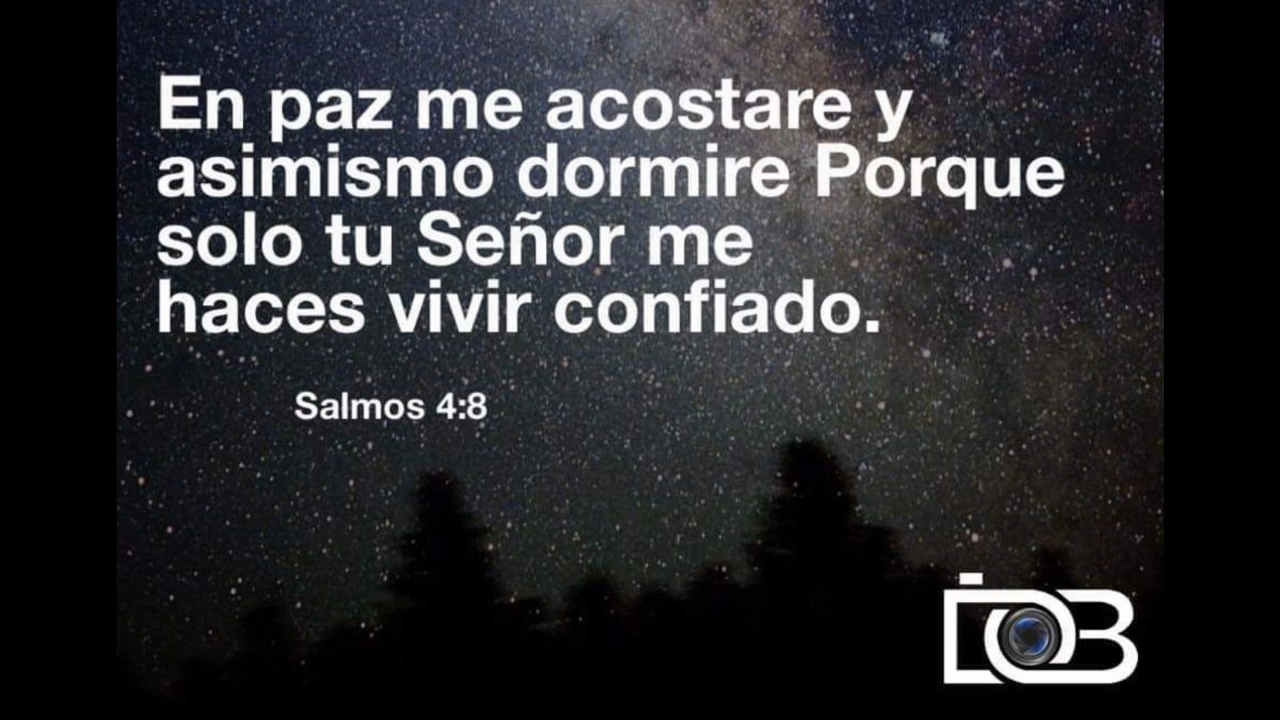 En paz me acostare y
asimismo dormire Porque
solo tu Señor me
haces vivir confiado.
Salmos 4:8